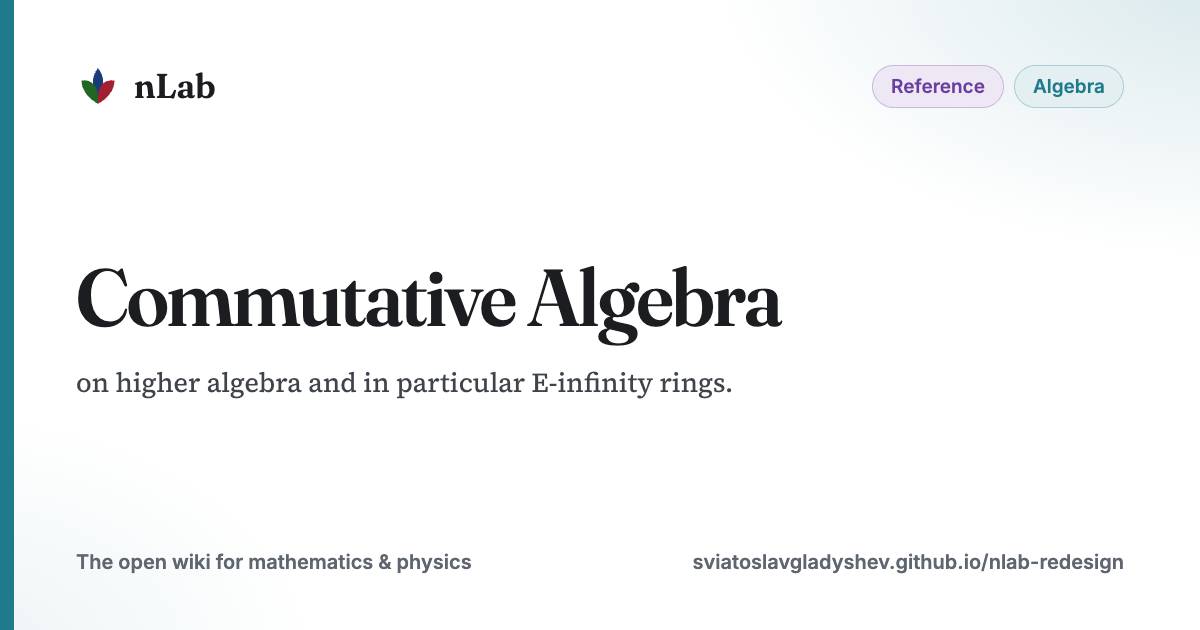 nLab
Reference
Algebra
Commutative Algebra
on higher algebra and in particular E-infinity rings.
The open wiki for mathematics & physics
sviatoslavgladyshev.github.io/nlab-redesign